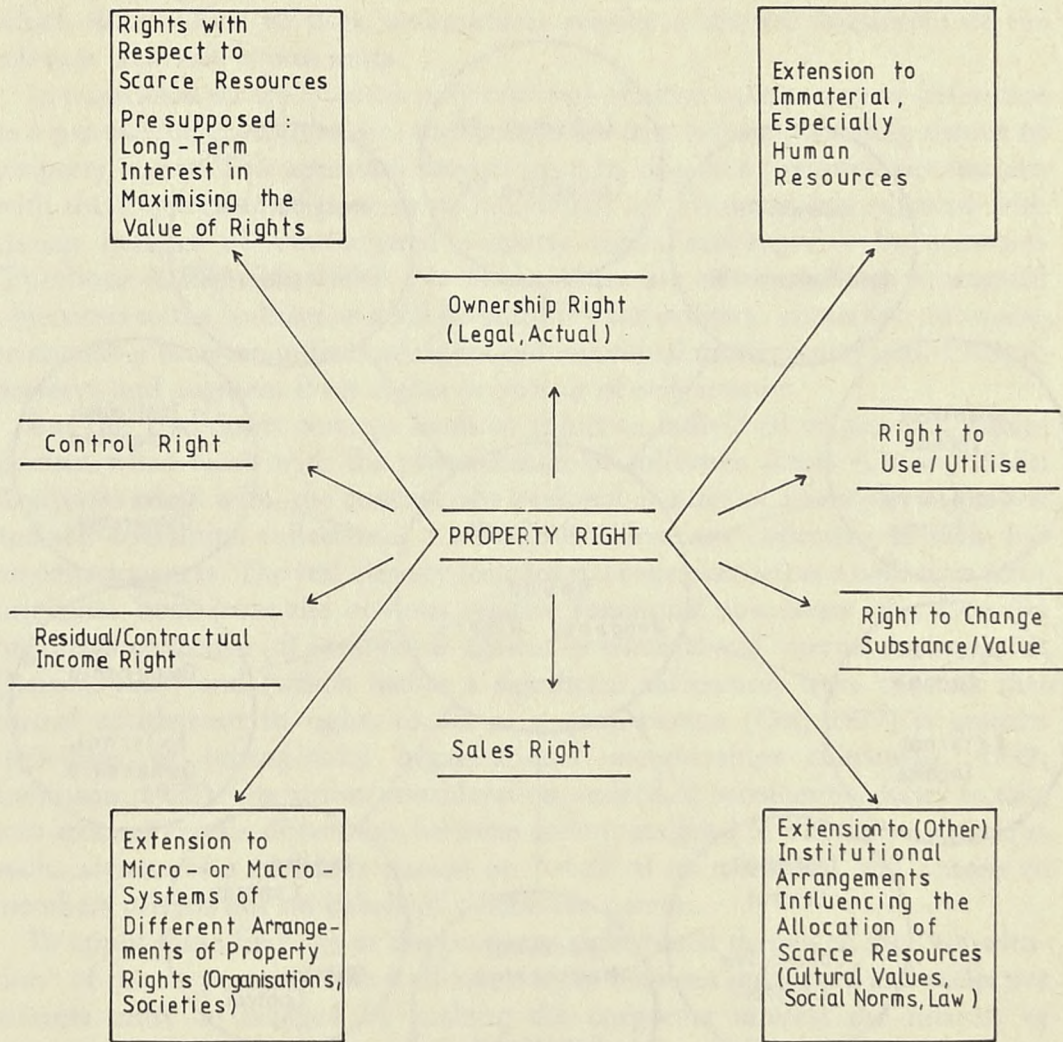 Rights with
Respect to
Scarce Resources
Presupposed:
Long-Term
Interest in
Maximising the
Value of Rights
Extension to
Immaterial,
Especially
Human
Resources
Ownership Right
(Legal, Actual)
Control Right
Right to
Use / Utilise
PROPERTY RIGHT
Residual/Contractual
Income Right
Right to Change
Substance/Value
Sales Right
Extension to
Micro- or Macro-
Systems of
Different Arrange-
ments of Property
Rights (Organisations,
Societies)
Extension to (Other)
Institutional
Arrangements
Influencing the
Allocation of
Scarce Resources
(Cultural Values,
Social Norms, Law)